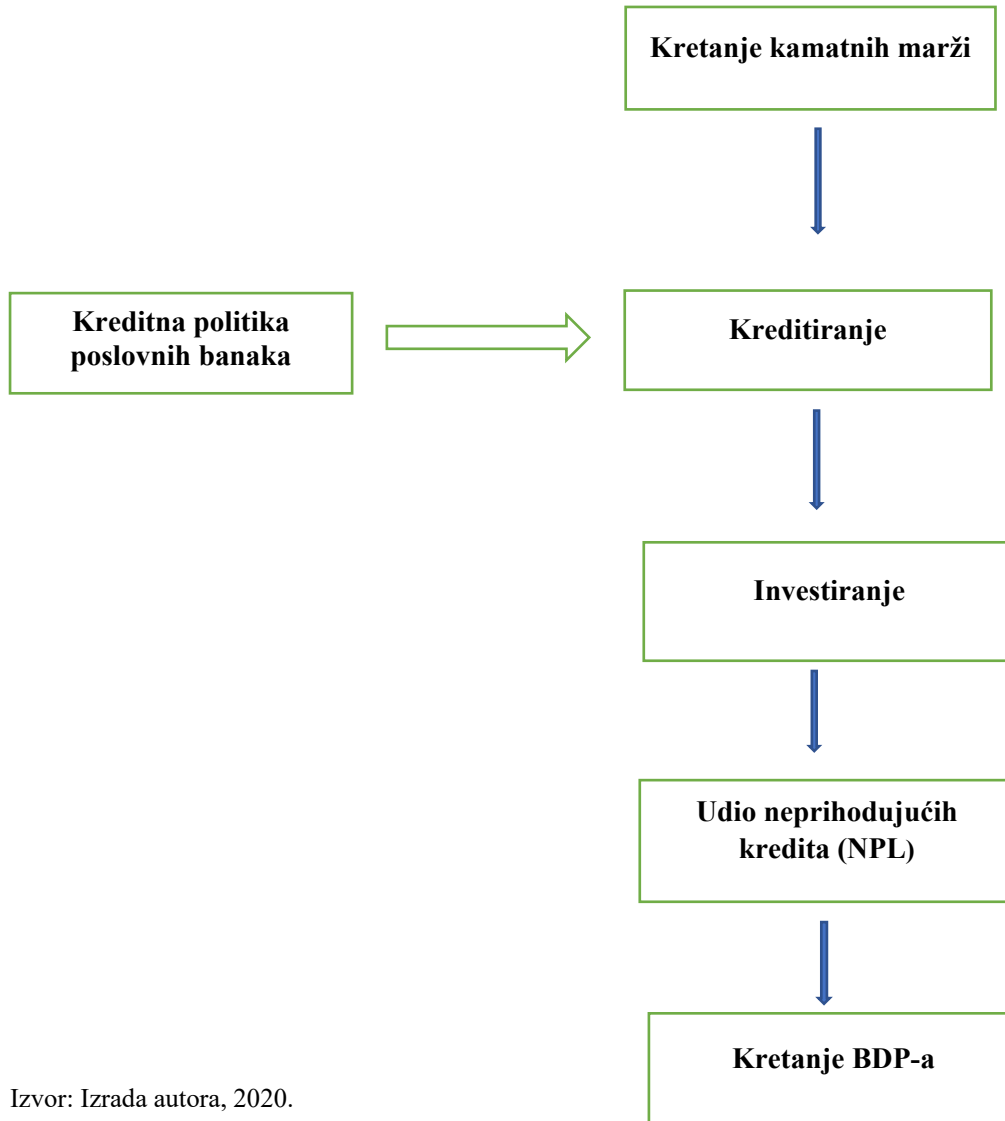 Kretanje kamatnih marži
Kreditna politika
poslovnih banaka
Kreditiranje
Investiranje
Udio neprihodujućih
kredita (NPL)
Kretanje BDP-a
Izvor: Izrada autora, 2020.